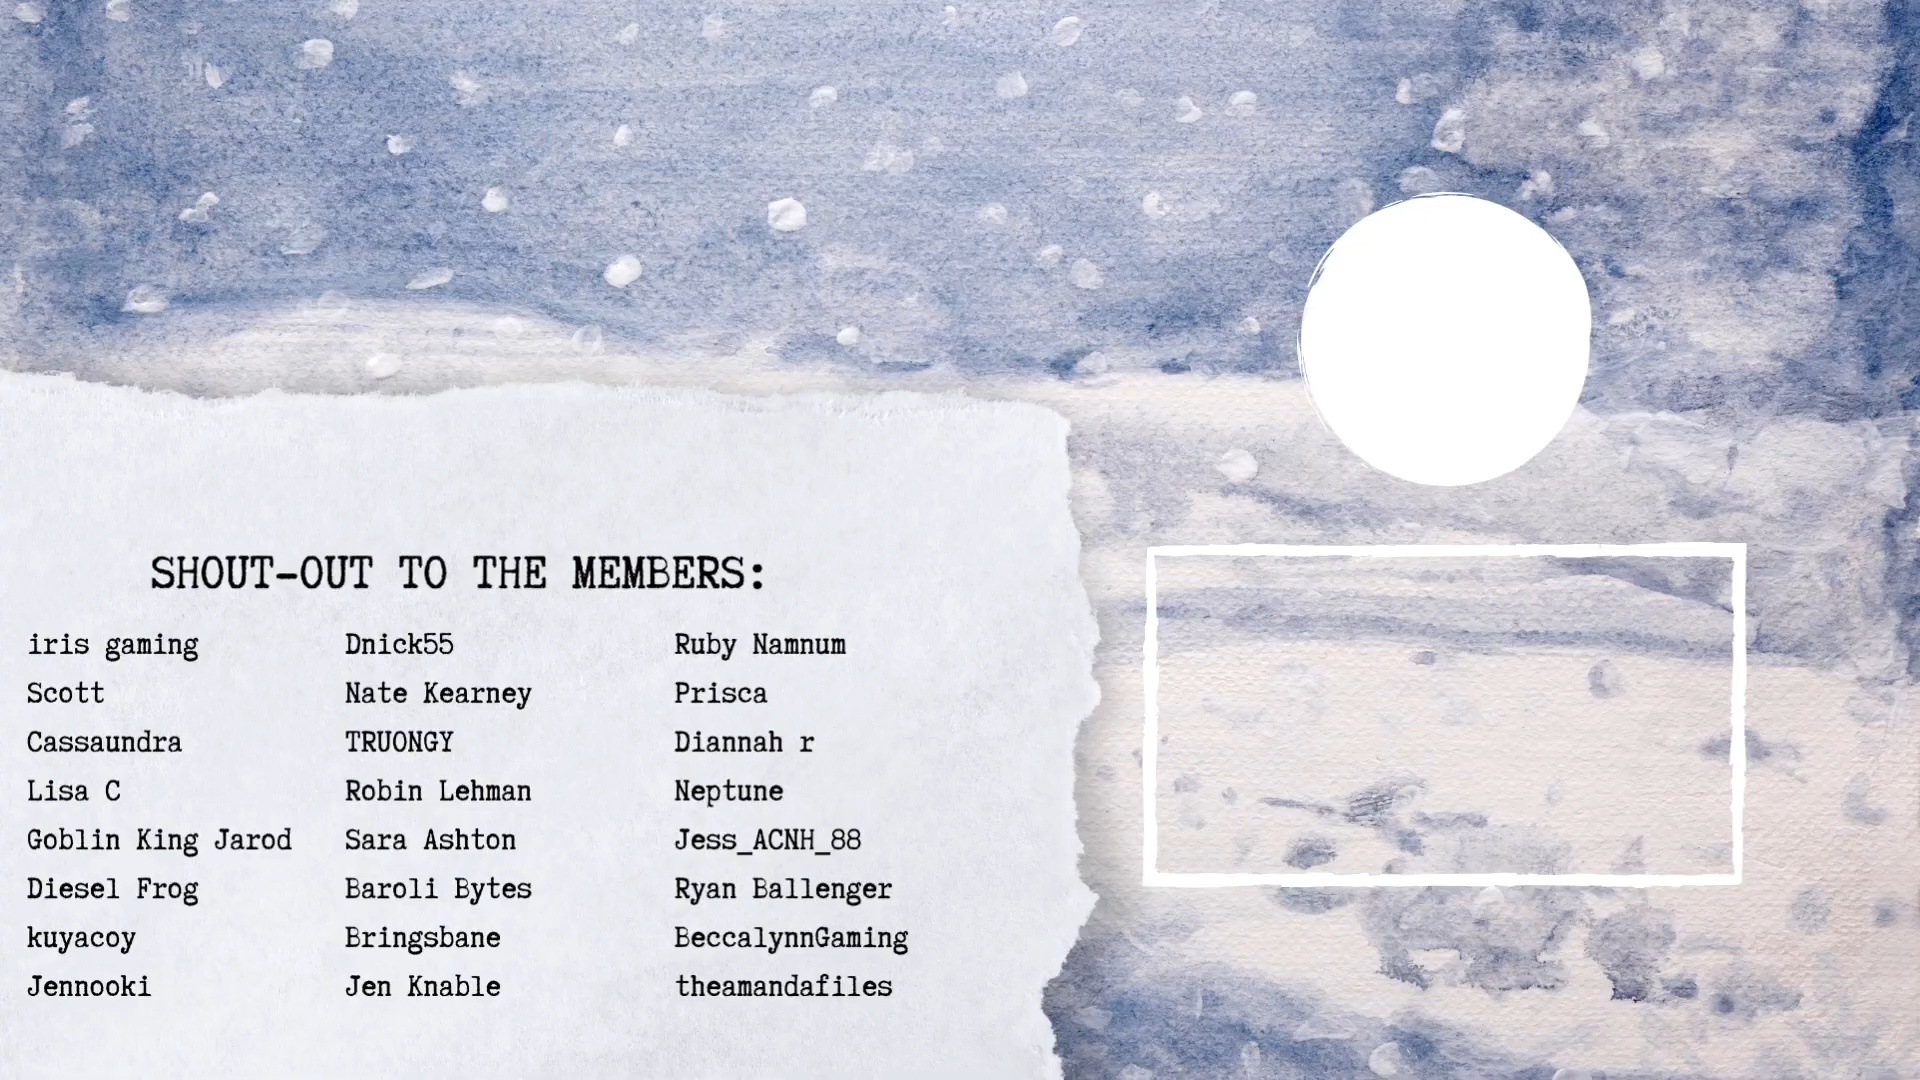 SHOUT-OUT TO THE MEMBERS:
iris gaming
Scott
Cassaundra
Lisa C
Goblin King Jarod
Diesel Frog
kuyacoy
Jennooki
Dnick55
Nate Kearney
TRUONGY
Robin Lehman
Sara Ashton
Baroli Bytes
Bringsbane
Jen Knable
Ruby Namnum
Prisca
Diannah r
Neptune
Jess_ACNH_88
Ryan Ballenger
BeccalynnGaming
theamandafiles